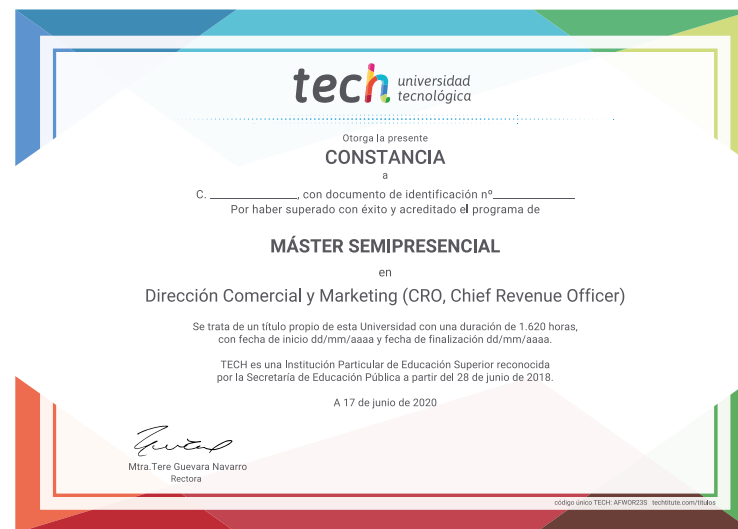 tech universidad
tecnológica
Otorga la presente
CONSTANCIA
a
C. ______________, con documento de identificación nº______________
Por haber superado con éxito y acreditado el programa de
MÁSTER SEMIPRESENCIAL
en
Dirección Comercial y Marketing (CRO, Chief Revenue Officer)
Se trata de un título propio de esta Universidad con una duración de 1.620 horas,
con fecha de inicio dd/mm/aaaa y fecha de finalización dd/mm/aaaa.
TECH es una Institución Particular de Educación Superior reconocida
por la Secretaría de Educación Pública a partir del 28 de junio de 2018.
A 17 de junio de 2020
Mtra.Tere Guevara Navarro
Rectora
código único TECH: AFWOR23S techtitute.com/titulos